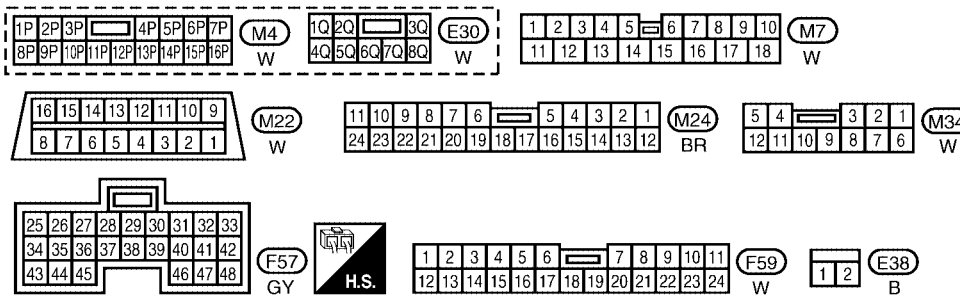 1P 2P 3P 4P 5P 6P 7P
8P 9P 10P 11P 12P 13P 14P 15P 16P
M4
W
1Q 2Q 3Q
4Q 5Q 6Q 7Q 8Q
E30
W
1 2 3 4 5 6 7 8 9 10
11 12 13 14 15 16 17 18
M7
W
16 15 14 13 12 11 10 9
8 7 6 5 4 3 2 1
M22
W
11 10 9 8 7 6 5 4 3 2 1
24 23 22 21 20 19 18 17 16 15 14 13 12
M24
BR
5 4 3 2 1
12 11 10 9 8 7 6
M34
W
25 26 27 28 29 30 31 32 33
34 35 36 37 38 39 40 41 42
43 44 45 46 47 48
F57
GY
H.S.
1 2 3 4 5 6 7 8 9 10 11
12 13 14 15 16 17 18 19 20 21 22 23 24
F59
W
1 2
E38
B